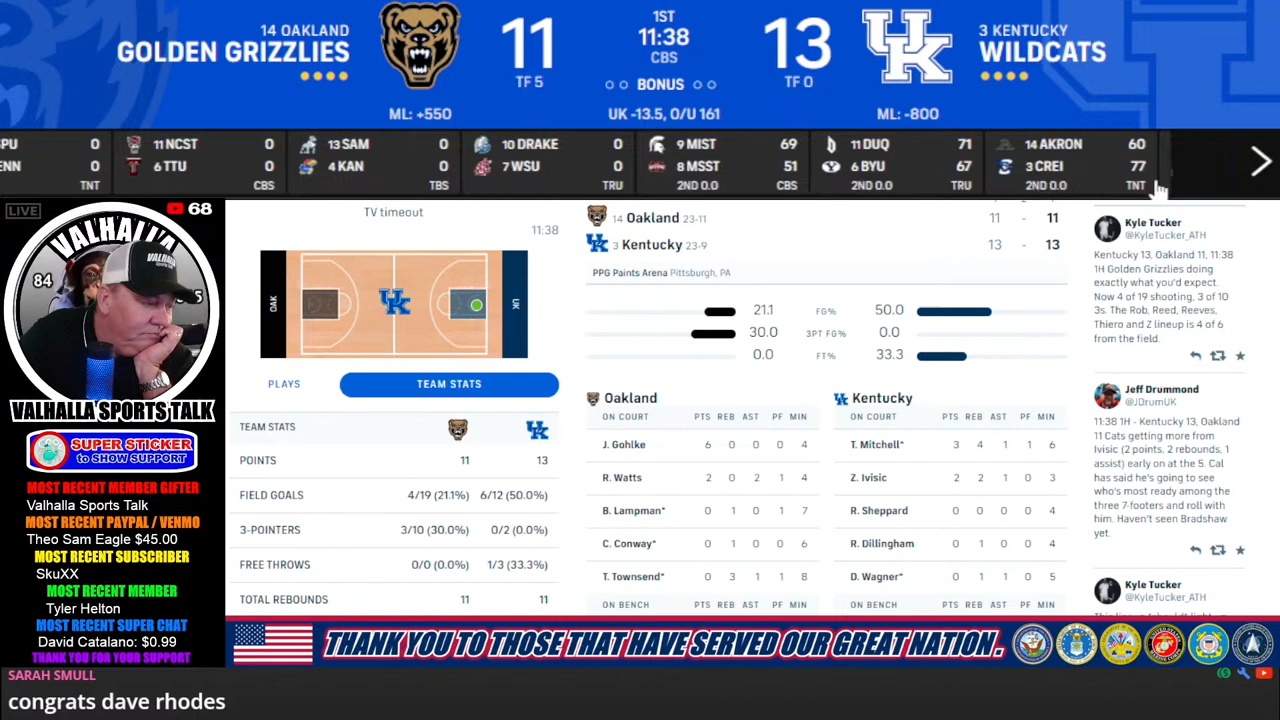 14 OAKLAND
GOLDEN GRIZZLIES
11
TF 5
ML: +550
1ST
11:38
CBS
BONUS
UK -13.5, O/U 161
13
TF 0
3 KENTUCKY
WILDCATS
ML: -800
UK
SPU 0
0
TNT
11 NCST 0
6 TTU 0
CBS
13 SAM 0
4 KAN 0
TBS
10 DRAKE 0
7 WSU 0
TRU
9 MIST 69
8 MSST 51
2ND 0.0 CBS
11 DUQ 71
6 BYU 67
2ND 0.0 TRU
14 AKRON 60
3 CREI 77
2ND 0.0 TNT
LIVE
68
VALHALLA
84
VALHALLA
VALHALLA SPORTS TALK
SUPER STICKER
to SHOW SUPPORT
MOST RECENT MEMBER GIFTER
Valhalla Sports Talk
MOST RECENT PAYPAL / VENMO
Theo Sam Eagle $45.00
MOST RECENT SUBSCRIBER
SkuXX
MOST RECENT MEMBER
Tyler Helton
MOST RECENT SUPER CHAT
David Catalano: $0.99
THANK YOU FOR YOUR SUPPORT
TV timeout
11:38
OAK
UK
UK
PLAYS
TEAM STATS
TEAM STATS
POINTS 11 13
FIELD GOALS 4/19 (21.1%) 6/12 (50.0%)
3-POINTERS 3/10 (30.0%) 0/2 (0.0%)
FREE THROWS 0/0 (0.0%) 1/3 (33.3%)
TOTAL REBOUNDS 11 11
14 Oakland 23-11 11 - 11
3 Kentucky 23-9 13 - 13
PPG Paints Arena Pittsburgh, PA
21.1 FG% 50.0
30.0 3PT FG% 0.0
0.0 FT% 33.3
Oakland
ON COURT PTS REB AST PF MIN
J. Gohlke 6 0 0 0 4
R. Watts 2 0 2 1 4
B. Lampman* 0 1 0 1 7
C. Conway* 0 1 0 0 6
T. Townsend* 0 3 1 1 8
ON BENCH PTS REB AST PF MIN
Kentucky
ON COURT PTS REB AST PF MIN
T. Mitchell* 3 4 1 1 6
Z. Ivisic 2 2 1 0 3
R. Sheppard 0 0 0 0 4
R. Dillingham 0 1 0 0 4
D. Wagner* 0 1 1 0 5
ON BENCH PTS REB AST PF MIN
Kyle Tucker
@KyleTucker_ATH
Kentucky 13, Oakland 11, 11:38
1H Golden Grizzlies doing
exactly what you'd expect.
Now 4 of 19 shooting, 3 of 10
3s. The Rob, Reed, Reeves,
Thiero and Z lineup is 4 of 6
from the field.
Jeff Drummond
@JDrumUK
11:38 1H - Kentucky 13, Oakland
11 Cats getting more from
Ivisic (2 points, 2 rebounds, 1
assist) early on at the 5. Cal
has said he's going to see
who's most ready among the
three 7-footers and roll with
him. Haven't seen Bradshaw
yet.
Kyle Tucker
@KyleTucker_ATH
THANK YOU TO THOSE THAT HAVE SERVED OUR GREAT NATION.
SARAH SMULL
congrats dave rhodes